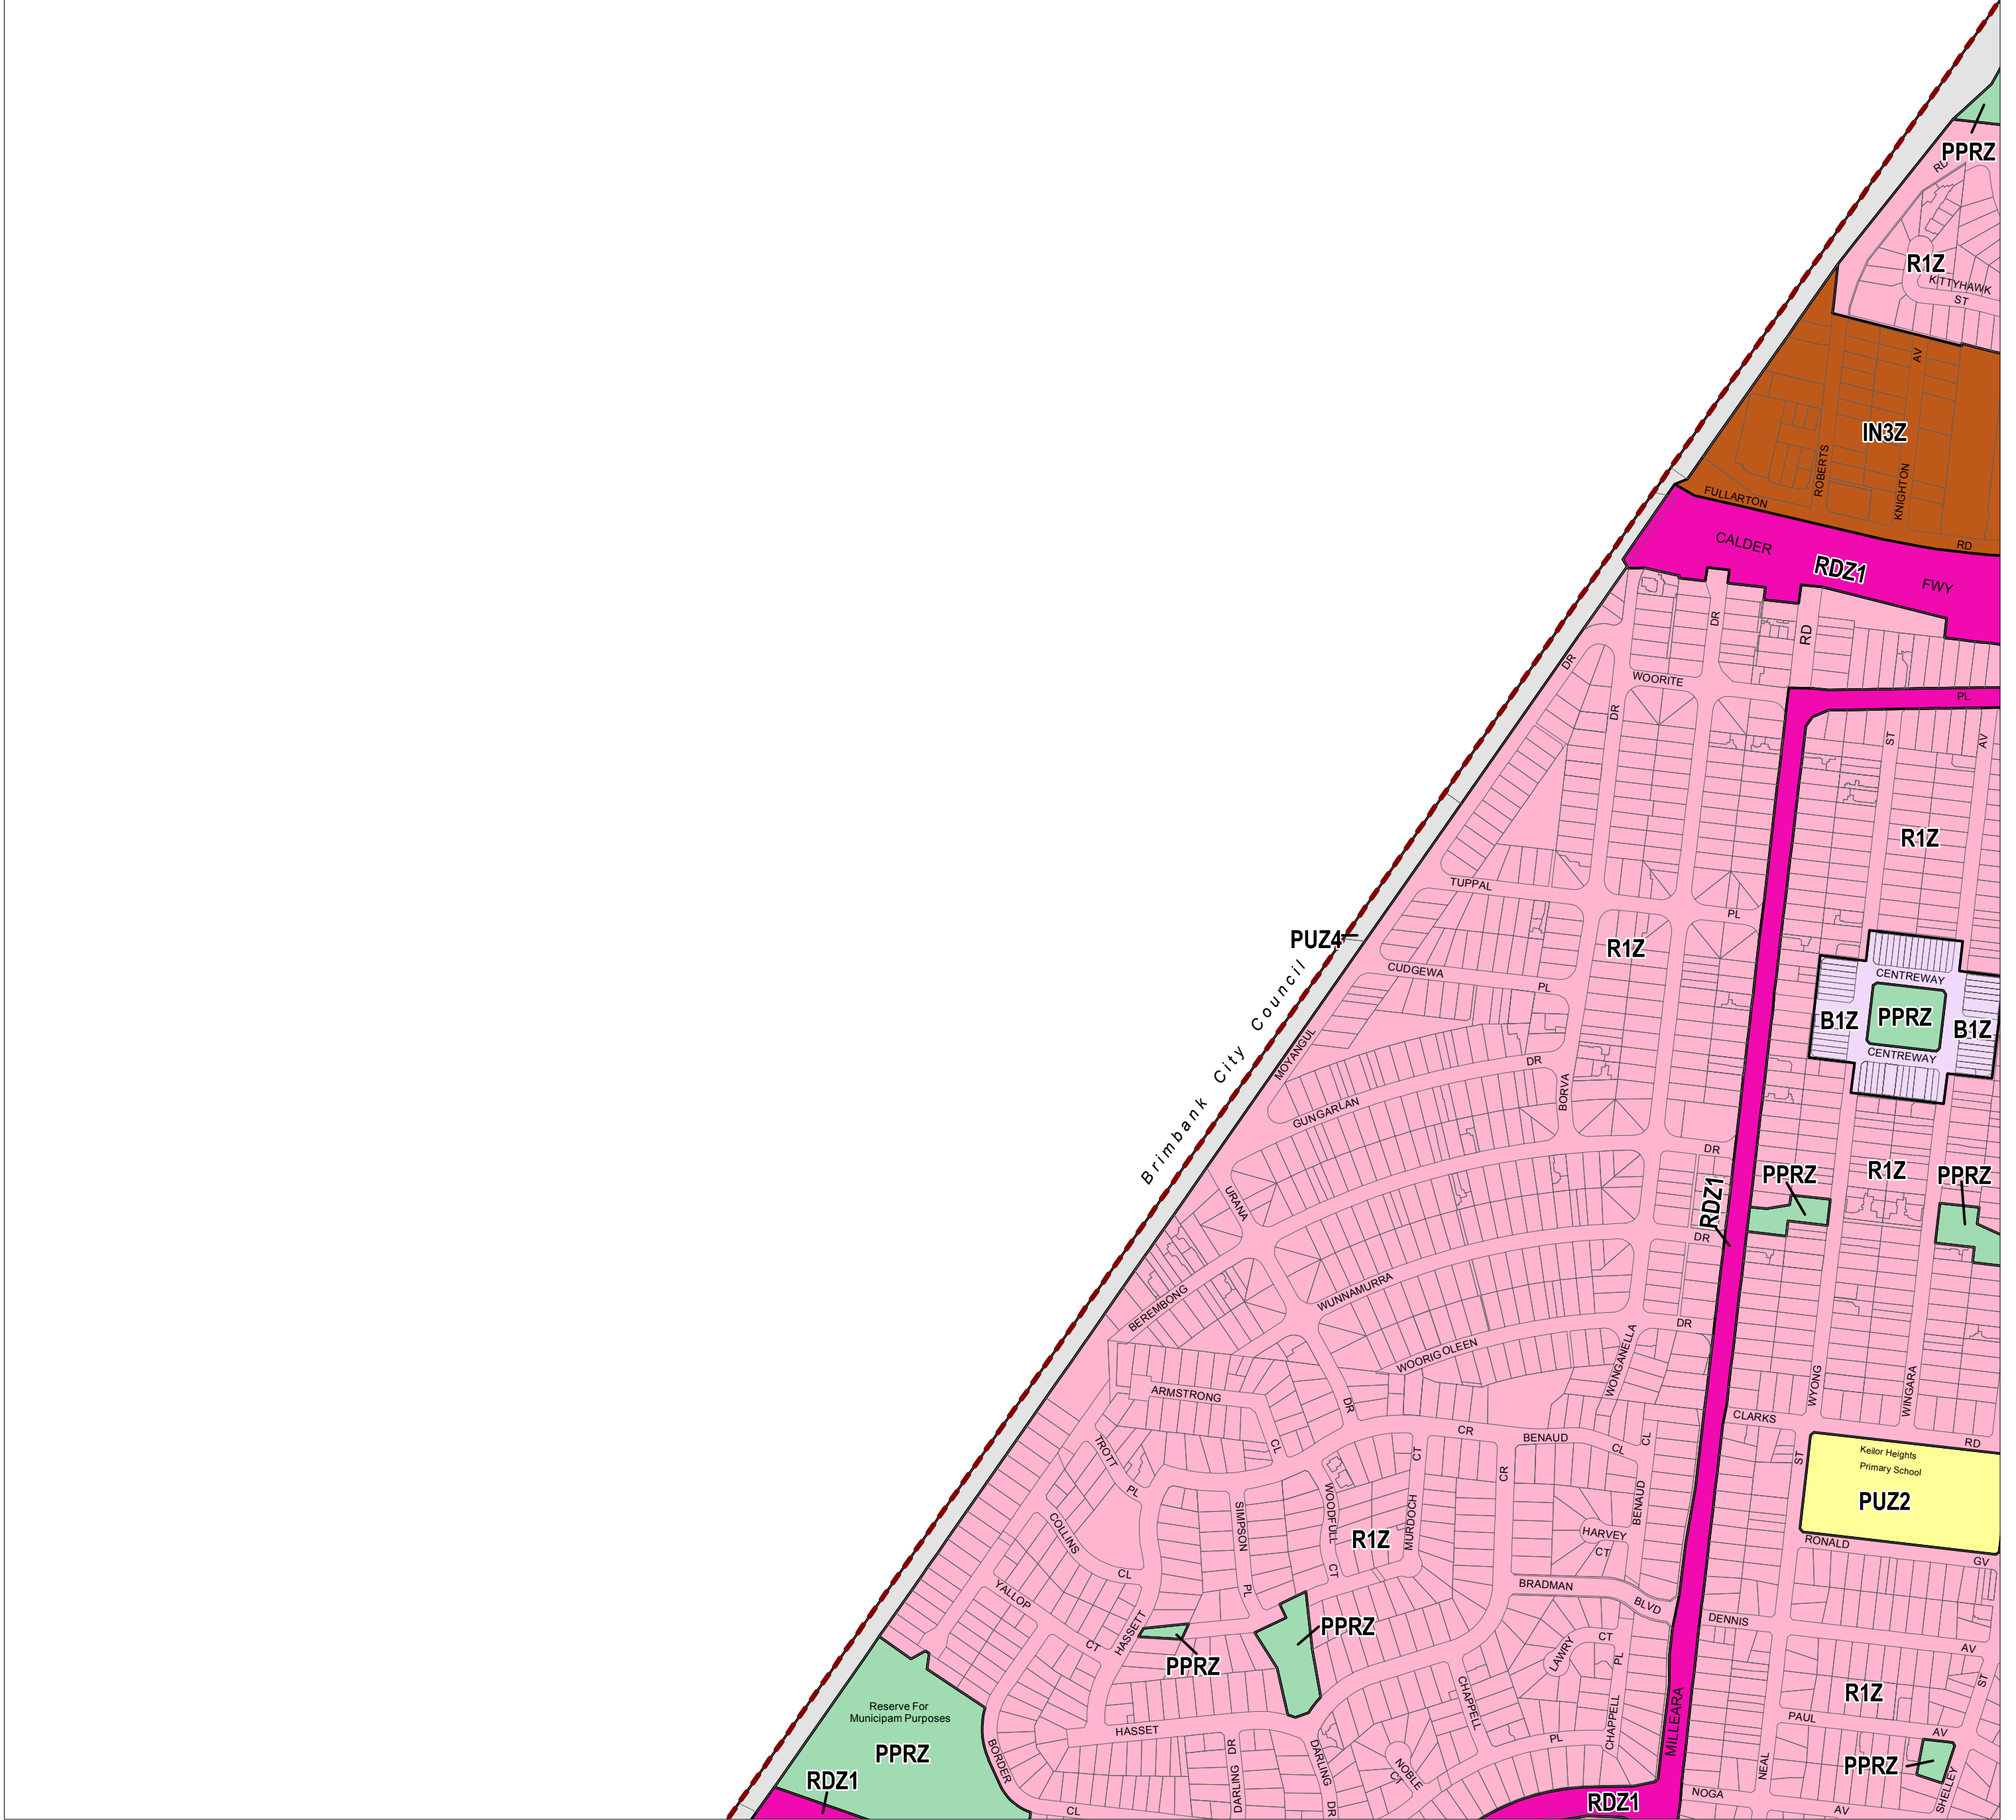 PPRZ
RD
R1Z
KITTYHAWK
ST
AV
IN3Z
ROBERTS
KNIGHTON
FULLARTON
RD
CALDER
RDZ1
FWY
DR
RD
DR
WOORITE
PL
DR
ST
AV
R1Z
TUPPAL
PL
PUZ4
R1Z
CUDGEWA
PL
CENTREWAY
B1Z
PPRZ
B1Z
CENTREWAY
Brimbank City Council
MOYANGUL
DR
BORVA
GUNGARLAN
DR
PPRZ
R1Z
PPRZ
URANA
RDZ1
DR
BEREMBONG
WUNNAMURRA
DR
WOORIGOLEEN
WONGANELLA
WYONG
WINGARA
ARMSTRONG
DR
CLARKS
RD
CR
BENAUD
CL
CL
TROTT
PL
CL
CT
CR
ST
Keilor Heights
Primary School
PUZ2
COLLINS
CL
SIMPSON
PL
WOODFULL
CT
R1Z
MURDOCH
BENAUD
HARVEY
CT
RONALD
GV
YALLOP
CT
HASSETT
BRADMAN
BLVD
DENNIS
AV
PPRZ
PPRZ
LAWRY
CT
PL
ST
R1Z
Reserve For
Municipam Purposes
PPRZ
HASSET
CHAPPELL
CHAPPELL
PL
MILLEARA
PAUL
AV
PPRZ
BORDER
DR
DARLING
DARLING
DR
NOBLE
CT
NEAL
SHELLEY
RDZ1
CL
RDZ1
NOGA
AV